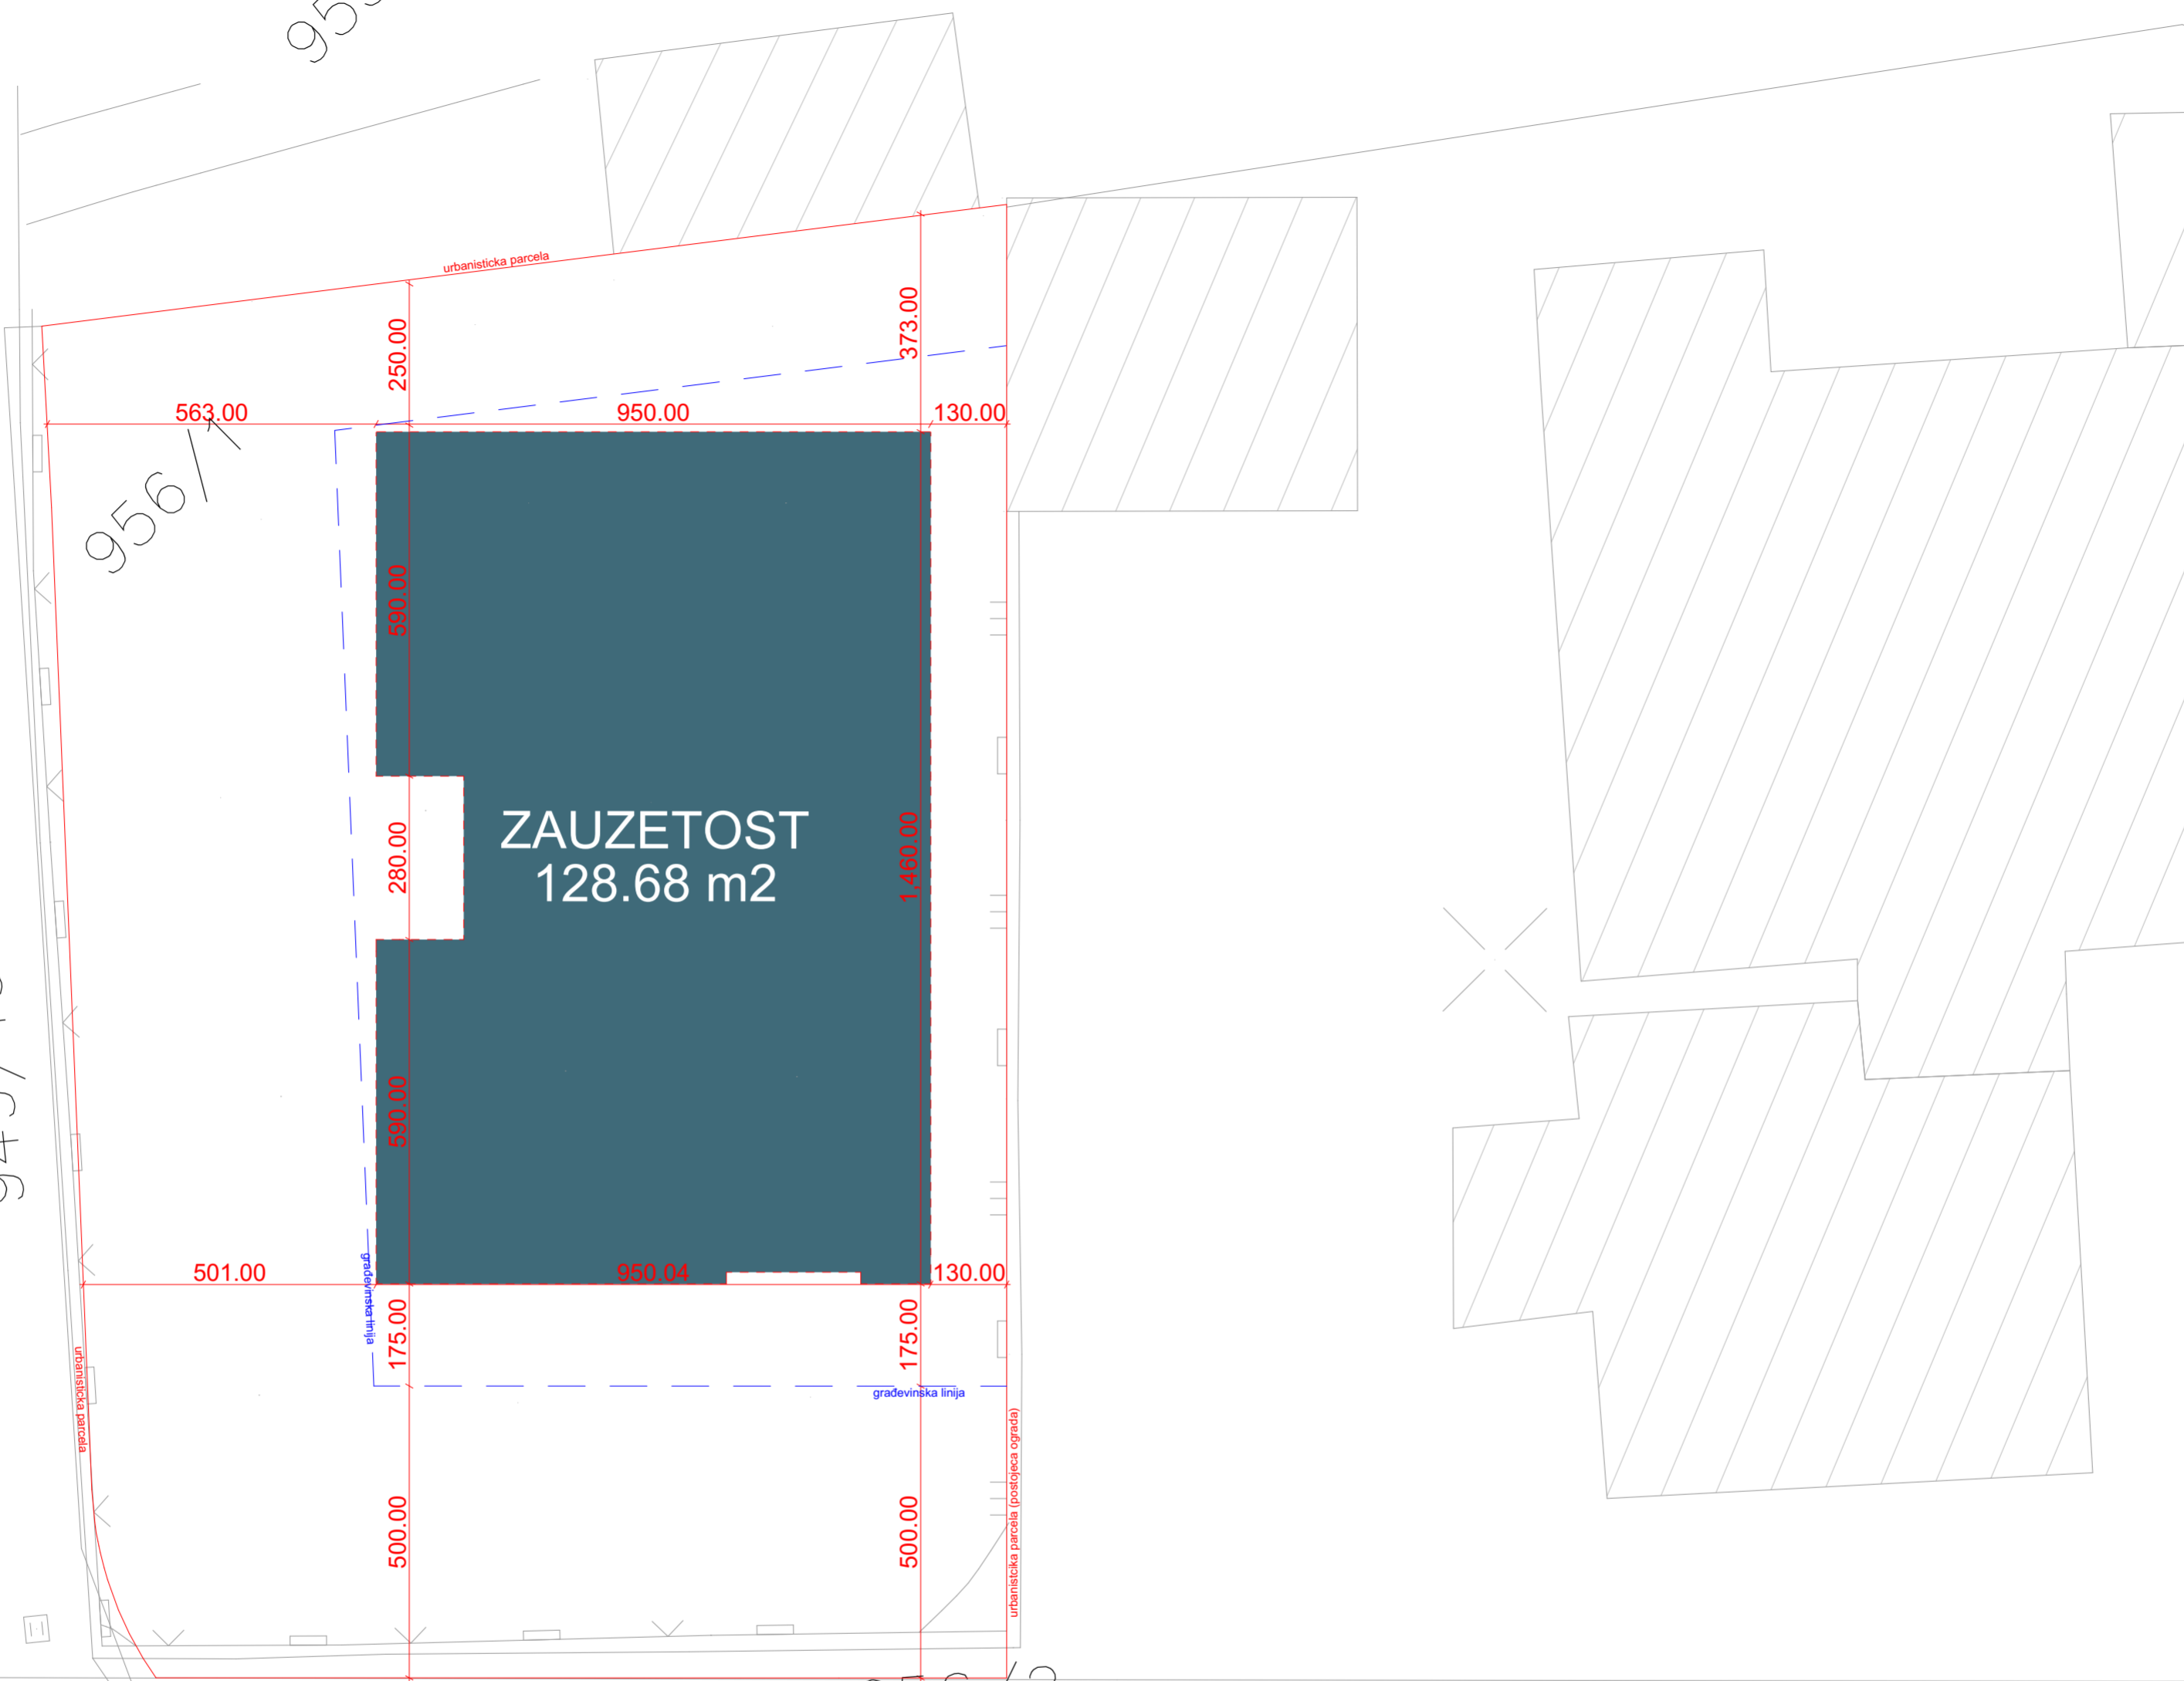 urbanisticka parcela
250.00
373.00
563.00
950.00
130.00
956/1
590.00
280.00
ZAUZETOST
128.68 m2
1,460.00
590.00
501.00
950.04
130.00
građevinska linija
175.00
175.00
urbanisticka parcela
građevinska linija
urbanistcika parcela (postojeca ograda)
500.00
500.00